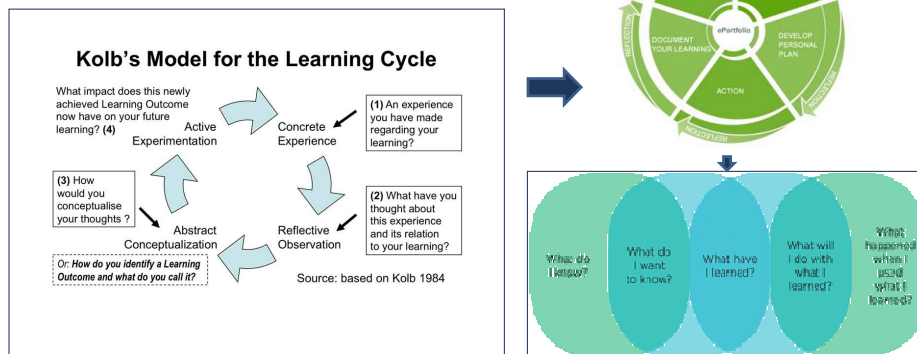 Kolb's Model for the Learning Cycle
What impact does this newly
achieved Learning Outcome
now have on your future
learning? (4)
Active
Experimentation
Concrete
Experience
(1) An experience
you have made
regarding your
learning?
(2) What have you
thought about
this experience
and its relation
to your learning?
Reflective
Observation
(3) How
would you
conceptualise
your thoughts ?
Abstract
Conceptualization
Or: How do you identify a Learning
Outcome and what do you call it?
Source: based on Kolb 1984
ePortfolio
DOCUMENT
YOUR LEARNING
DEVELOP
PERSONAL
PLAN
ACTION
REFLECTION
REFLECTION
REFLECTION
What do
I know?
What do
I want
to know?
What have
I learned?
What will
I do with
what I
learned?
What
happened
when I
used
what I
learned?